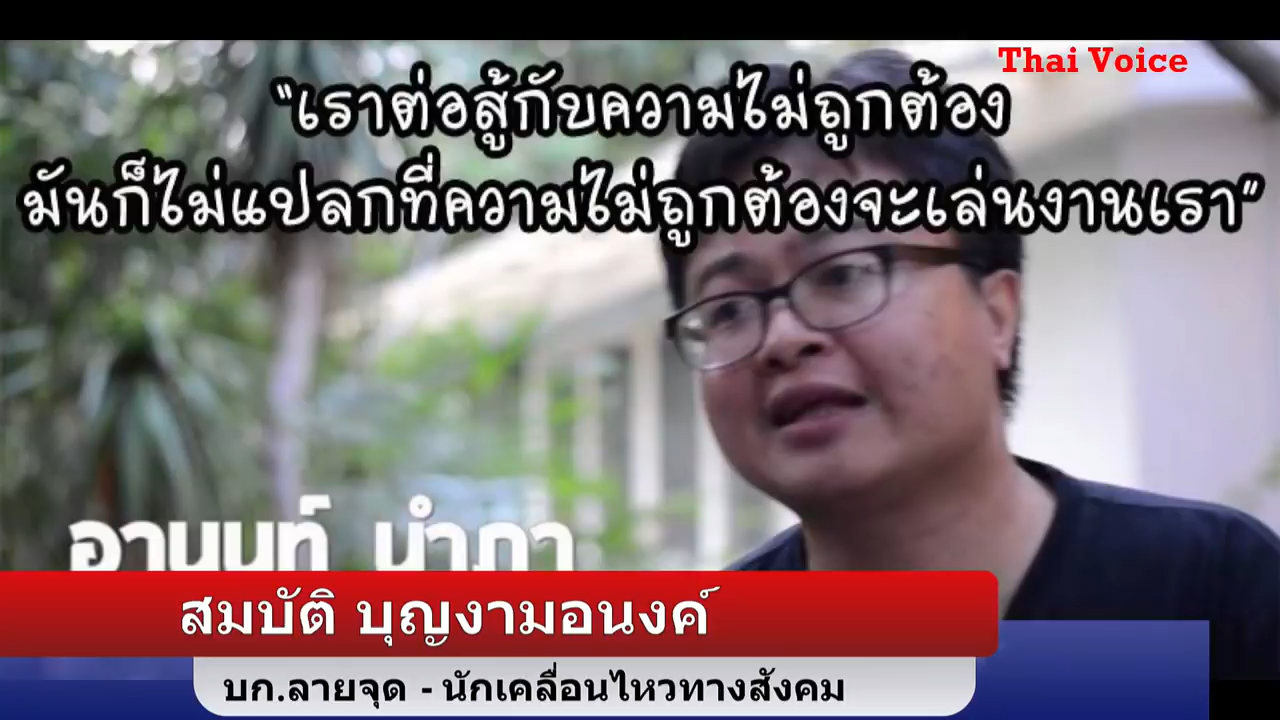 Thai Voice
"เราต่อสู้กับความไม่ถูกต้อง
มันก็ไม่แปลกที่ความไม่ถูกต้องจะเล่นงานเรา"
อานนท์ นำภา
สมบัติ บุญงามอนงค์
บก.ลายจุด - นักเคลื่อนไหวทางสังคม